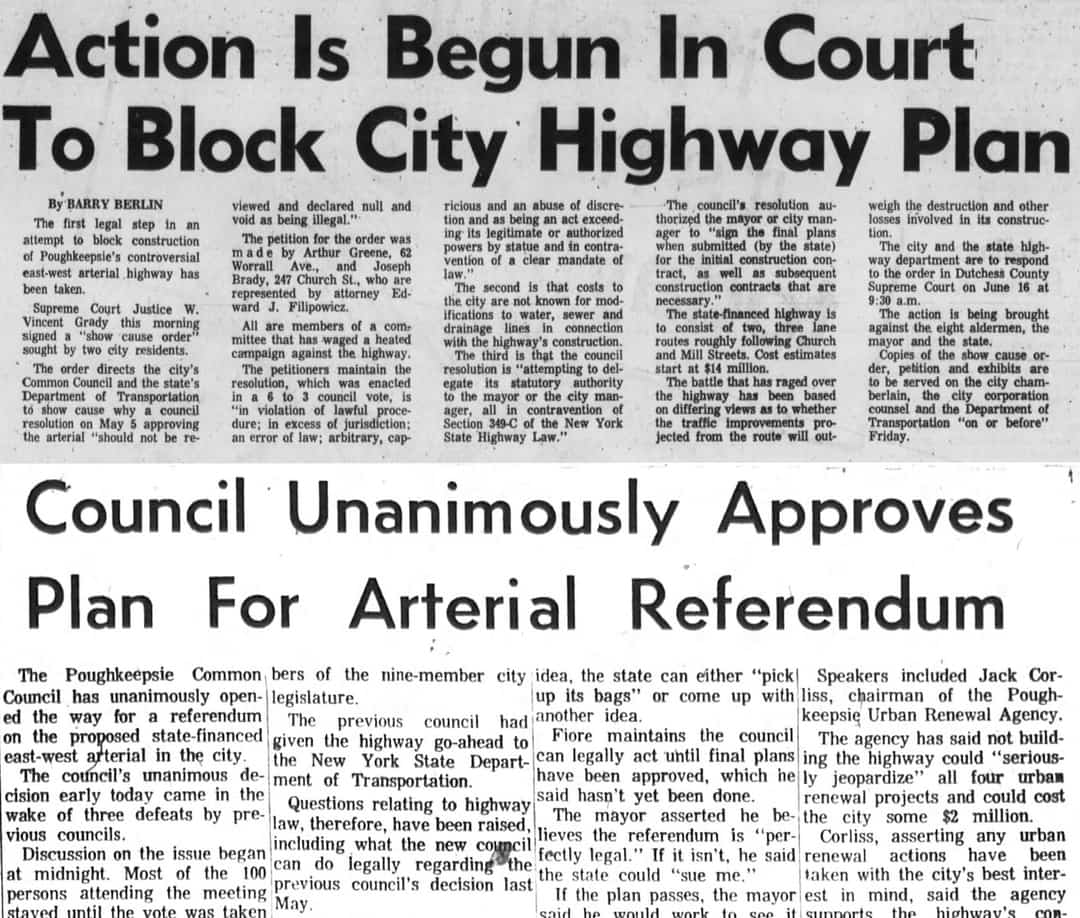 Action Is Begun In Court
To Block City Highway Plan
By BARRY BERLIN
The first legal step in an
attempt to block construction
of Poughkeepsie's controversial
east-west arterial highway has
been taken.
Supreme Court Justice W.
Vincent Grady this morning
signed a "show cause order"
sought by two city residents.
The order directs the city's
Common Council and the state's
Department of Transportation
to show cause why a council
resolution on May 5 approving
the arterial "should not be re-
viewed and declared null and
void as being illegal."
The petition for the order was
made by Arthur Greene, 62
Worrall Ave., and Joseph
Brady, 247 Church St., who are
represented by attorney Ed-
ward J. Filipowicz.
All are members of a com-
mittee that has waged a heated
campaign against the highway.
The petitioners maintain the
resolution, which was enacted
in a 6 to 3 council vote, is
"in violation of lawful proce-
dure; in excess of jurisdiction;
an error of law; arbitrary, cap-
ricious and an abuse of discre-
tion and as being an act exceed-
ing its legitimate or authorized
powers by statue and in contra-
vention of a clear mandate of
law."
The second is that costs to
the city are not known for mod-
ifications to water, sewer and
drainage lines in connection
with the highway's construction.
The third is that the council
resolution is "attempting to del-
egate its statutory authority
to the mayor or the city man-
ager, all in contravention of
Section 349-C of the New York
State Highway Law."
The council's resolution au-
thorized the mayor or city man-
ager to "sign the final plans
when submitted (by the state)
for the initial construction con-
tract, as well as subsequent
construction contracts that are
necessary."
The state-financed highway is
to consist of two, three lane
routes roughly following Church
and Mill Streets. Cost estimates
start at $14 million.
The battle that has raged over
the highway has been based
on differing views as to whether
the traffic improvements pro-
jected from the route will out-
weigh the destruction and other
losses involved in its construc-
tion.
The city and the state high-
way department are to respond
to the order in Dutchess County
Supreme Court on June 16 at
9:30 a.m.
The action is being brought
against the eight aldermen, the
mayor and the state.
Copies of the show cause or-
der, petition and exhibits are
to be served on the city cham-
berlain, the city corporation
counsel and the Department of
Transportation "on or before"
Friday.
Council Unanimously Approves
Plan For Arterial Referendum
The Poughkeepsie Common
Council has unanimously open-
ed the way for a referendum
on the proposed state-financed
east-west arterial in the city.
The council's unanimous de-
cision early today came in the
wake of three defeats by pre-
vious councils.
Discussion on the issue began
at midnight. Most of the 100
persons attending the meeting
stayed until the vote was taken
bers of the nine-member city
legislature.
The previous council had
given the highway go-ahead to
the New York State Depart-
ment of Transportation.
Questions relating to highway
law, therefore, have been raised,
including what the new council
can do legally regarding the
previous council's decision last
May.
idea, the state can either "pick
up its bags" or come up with
another idea.
Fiore maintains the council
can legally act until final plans
have been approved, which he
said hasn't yet been done.
The mayor asserted he be-
lieves the referendum is "per-
fectly legal." If it isn't, he said
the state could "sue me."
If the plan passes, the mayor
said he would work to see it
Speakers included Jack Cor-
liss, chairman of the Pough-
keepsie Urban Renewal Agency.
The agency has said not build-
ing the highway could "serious-
ly jeopardize" all four urban
renewal projects and could cost
the city some $2 million.
Corliss, asserting any urban
renewal actions have been
taken with the city's best inter-
est in mind, said the agency
supports the highway's con-